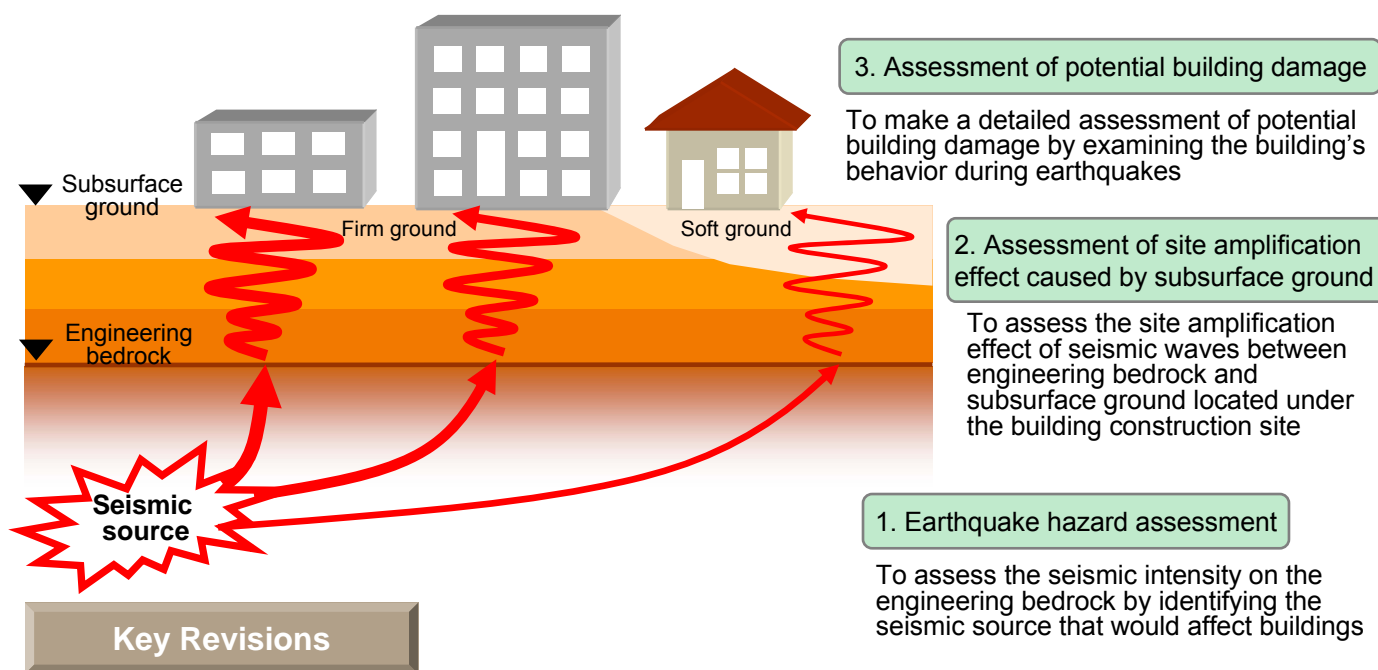 3. Assessment of potential building damage
To make a detailed assessment of potential
building damage by examining the building's
behavior during earthquakes
Subsurface
ground
Firm ground
Soft ground
2. Assessment of site amplification
effect caused by subsurface ground
To assess the site amplification
effect of seismic waves between
engineering bedrock and
subsurface ground located under
the building construction site
Engineering
bedrock
Seismic
source
1. Earthquake hazard assessment
To assess the seismic intensity on the
engineering bedrock by identifying the
seismic source that would affect buildings
Key Revisions